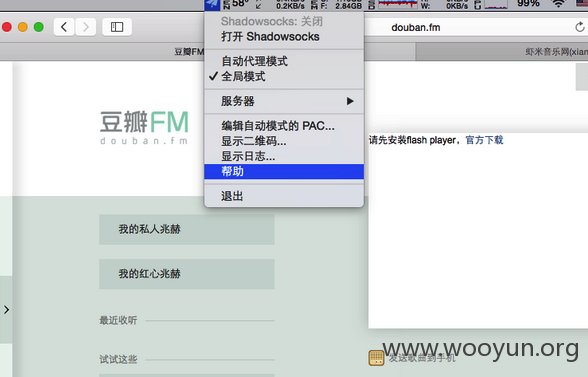 58°
0.2KB/s
F:
2.84GB
W:
0KB/s
99%
Shadowsocks: 关闭
打开 Shadowsocks
douban.fm
豆瓣FM
虾米音乐网(xian
自动代理模式
✓ 全局模式
服务器
编辑自动模式的 PAC...
显示二维码...
显示日志...
帮助
退出
豆瓣FM
douban.fm
请先安装flash player，官方下载
我的私人兆赫
我的红心兆赫
最近收听
试试这些
发送歌曲到手机
www.wooyun.org